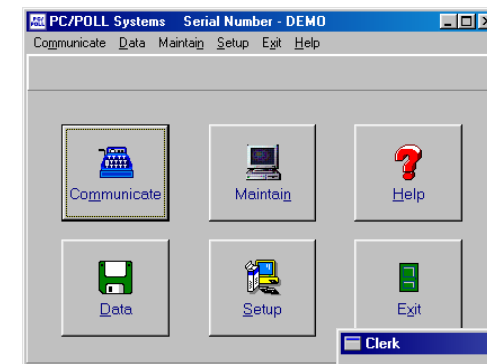 PC/POLL Systems Serial Number - DEMO
Communicate Data Maintain Setup Exit Help
Communicate
Maintain
Help
Data
Setup
Exit
Clerk